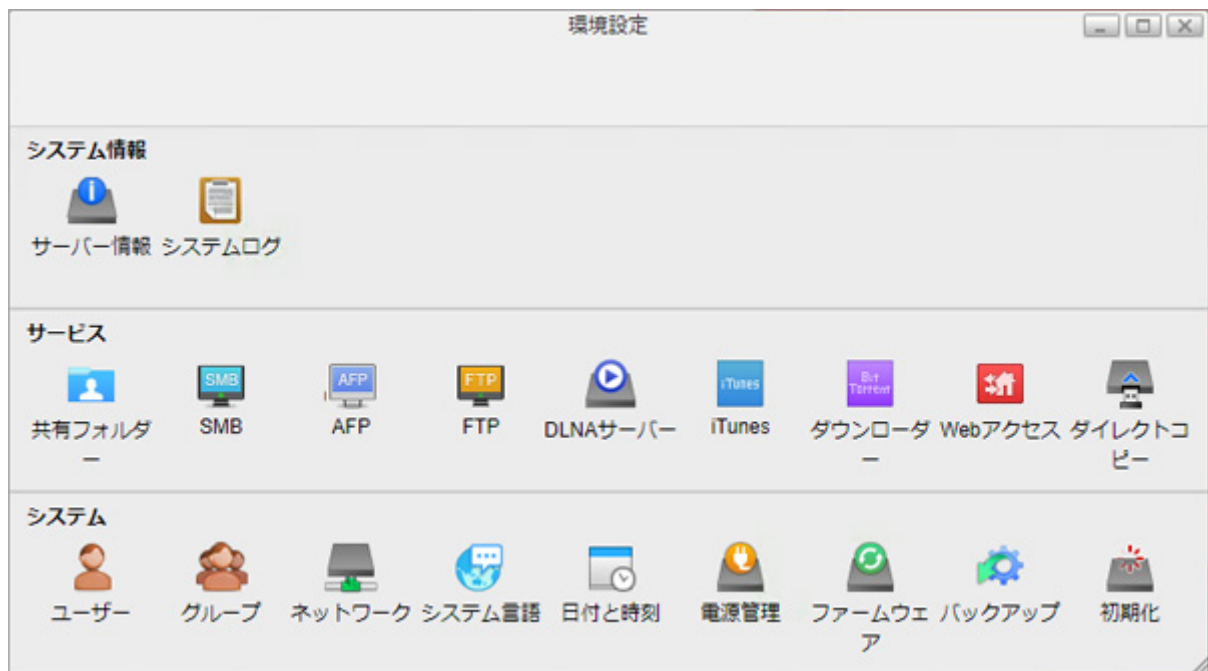 環境設定
システム情報
サーバー情報 システムログ
サービス
SMB AFP FTP iTunes Bit Torrent
共有フォルダー SMB AFP FTP DLNAサーバー iTunes ダウンローダー Webアクセス ダイレクトコピー
システム
ユーザー グループ ネットワーク システム言語 日付と時刻 電源管理 ファームウェア バックアップ 初期化